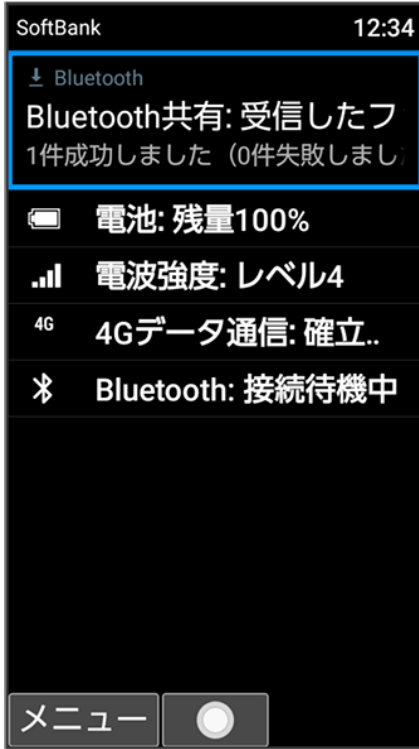 SoftBank 12:34
Bluetooth
Bluetooth共有: 受信したフ
1件成功しました（0件失敗しまし
電池: 残量100%
電波強度: レベル4
4G 4Gデータ通信: 確立..
Bluetooth: 接続待機中
メニュー